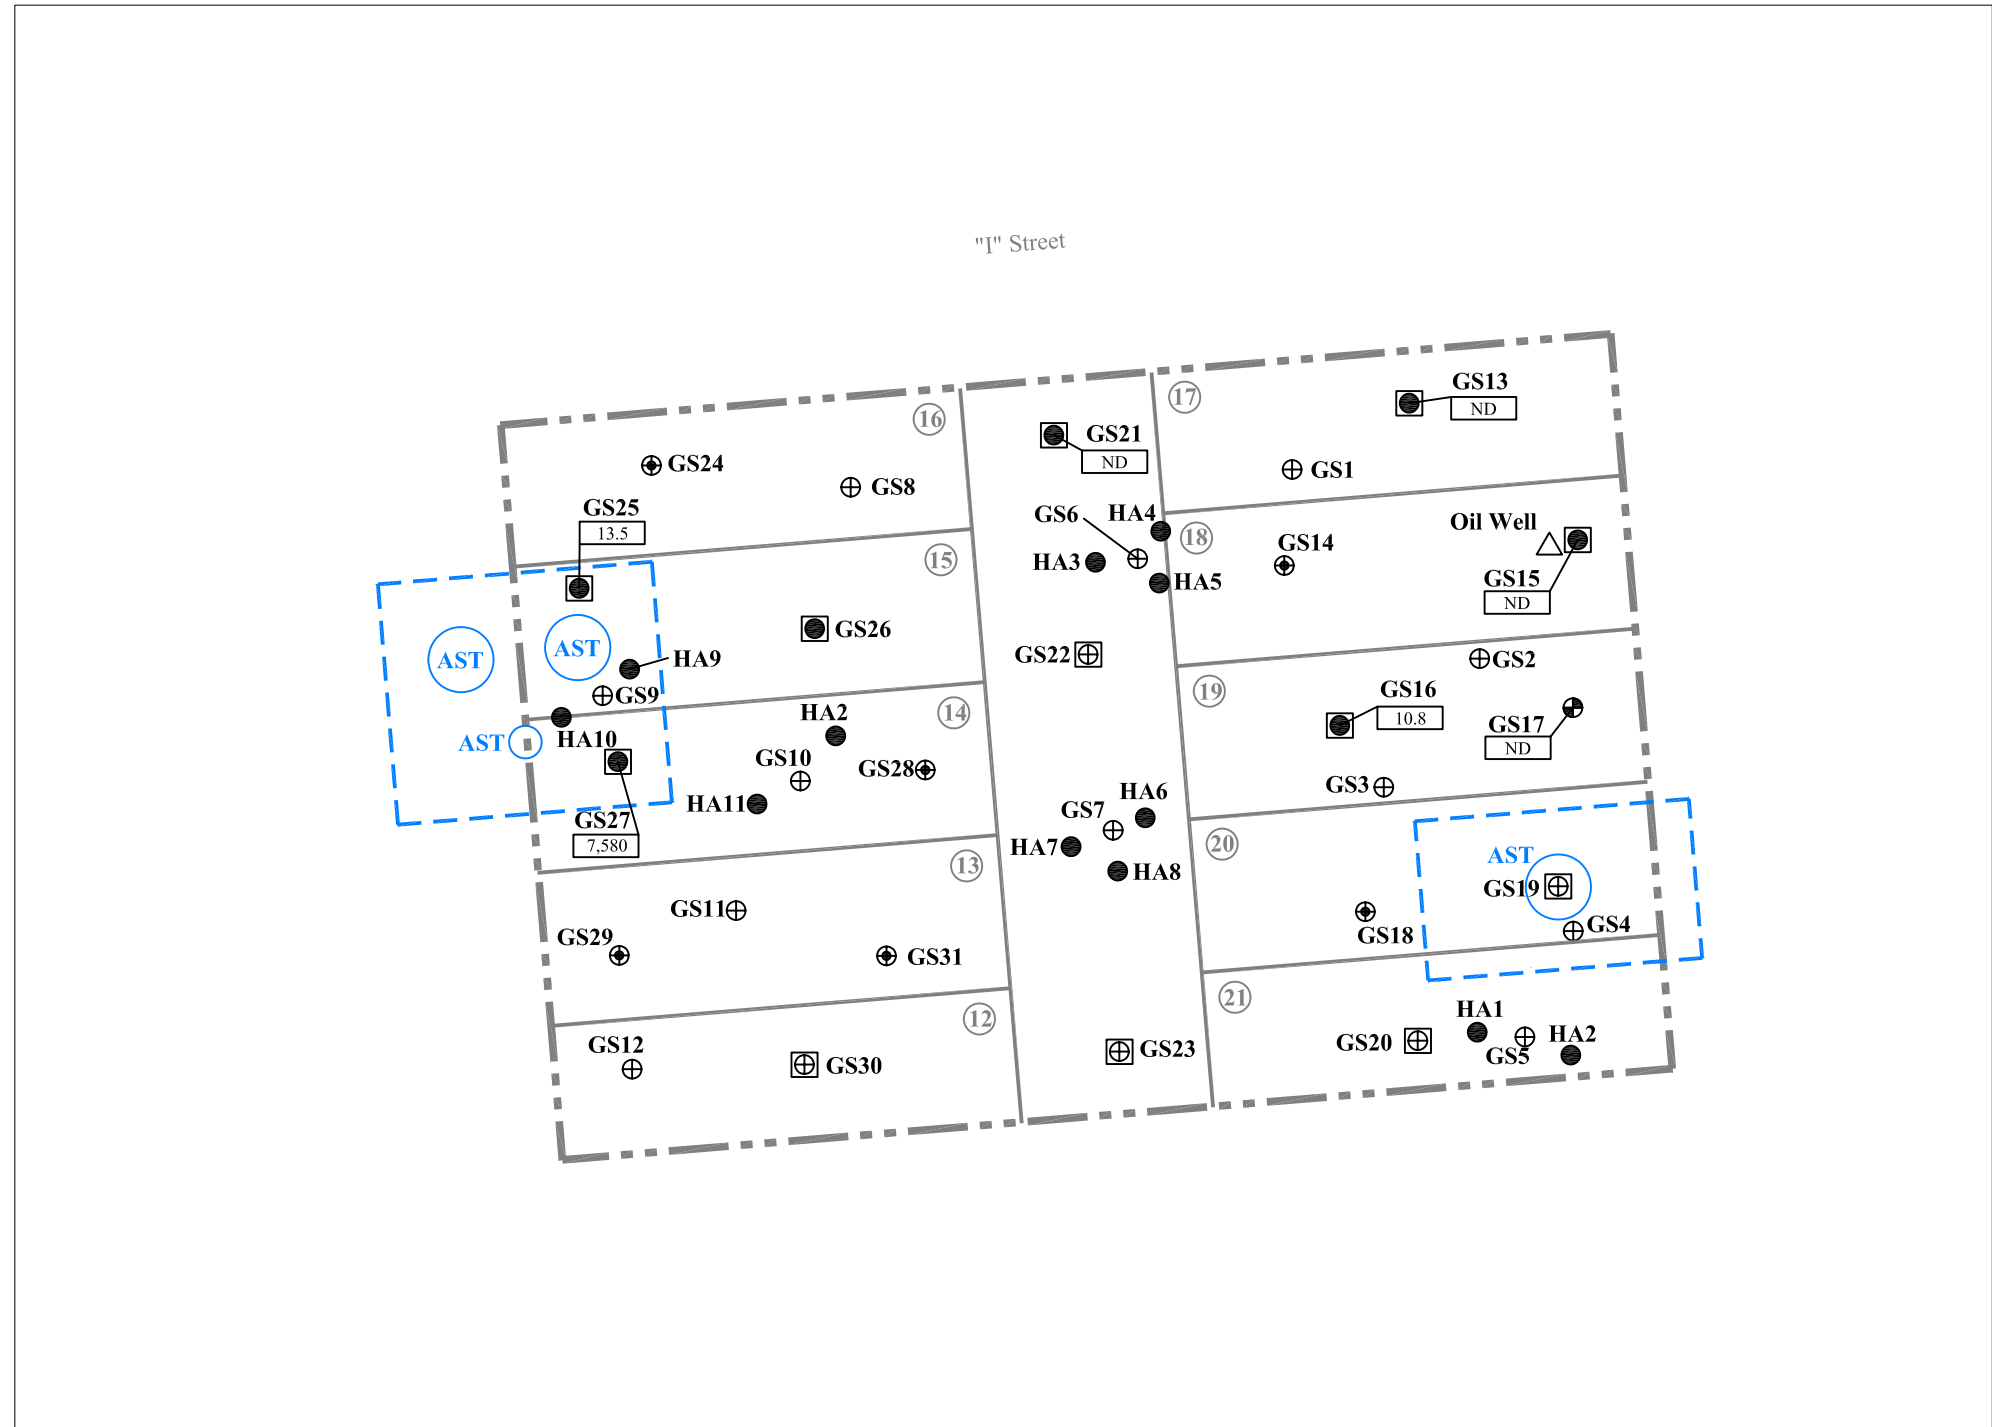 "I" Street
16
GS24
GS8
GS25
13.5
15
AST
AST
GS26
HA9
GS9
AST
HA10
14
HA2
GS10
GS28
HA11
GS27
7,580
13
GS11
GS29
GS31
12
GS12
GS30
GS21
ND
GS6
HA4
HA3
HA5
GS22
HA6
GS7
HA7
HA8
GS23
17
GS13
ND
GS1
18
GS14
Oil Well
GS15
ND
19
GS2
GS16
10.8
GS17
ND
GS3
20
AST
GS19
GS18
GS4
21
HA1
GS20
GS5
HA2